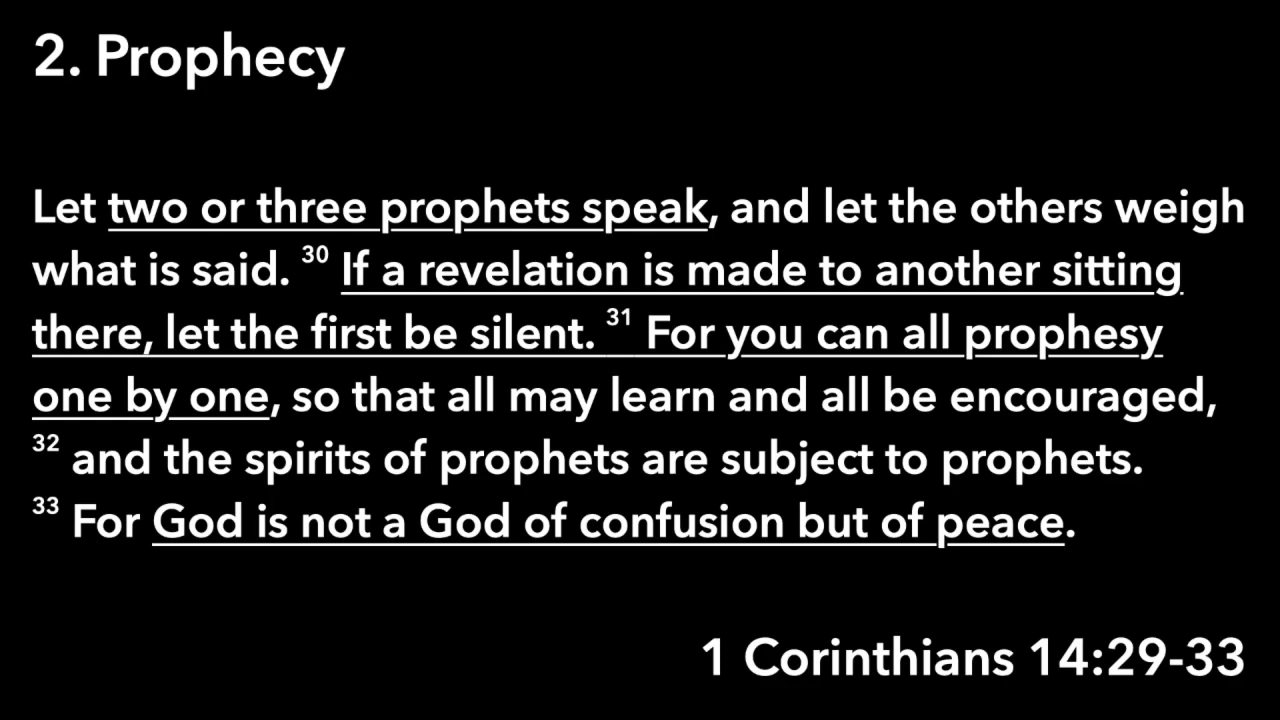 2. Prophecy
Let two or three prophets speak, and let the others weigh
what is said. 30 If a revelation is made to another sitting
there, let the first be silent. 31 For you can all prophesy
one by one, so that all may learn and all be encouraged,
32 and the spirits of prophets are subject to prophets.
33 For God is not a God of confusion but of peace.
1 Corinthians 14:29-33